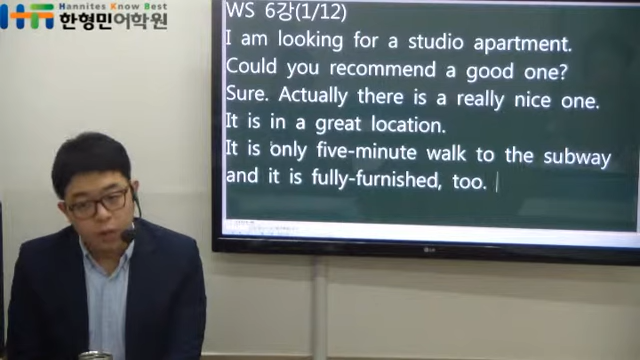 Hannites Know Best
한형민어학원
WS 6강(1/12)
I am looking for a studio apartment.
Could you recommend a good one?
Sure. Actually there is a really nice one.
It is in a great location.
It is only five-minute walk to the subway
and it is fully-furnished, too.
LG